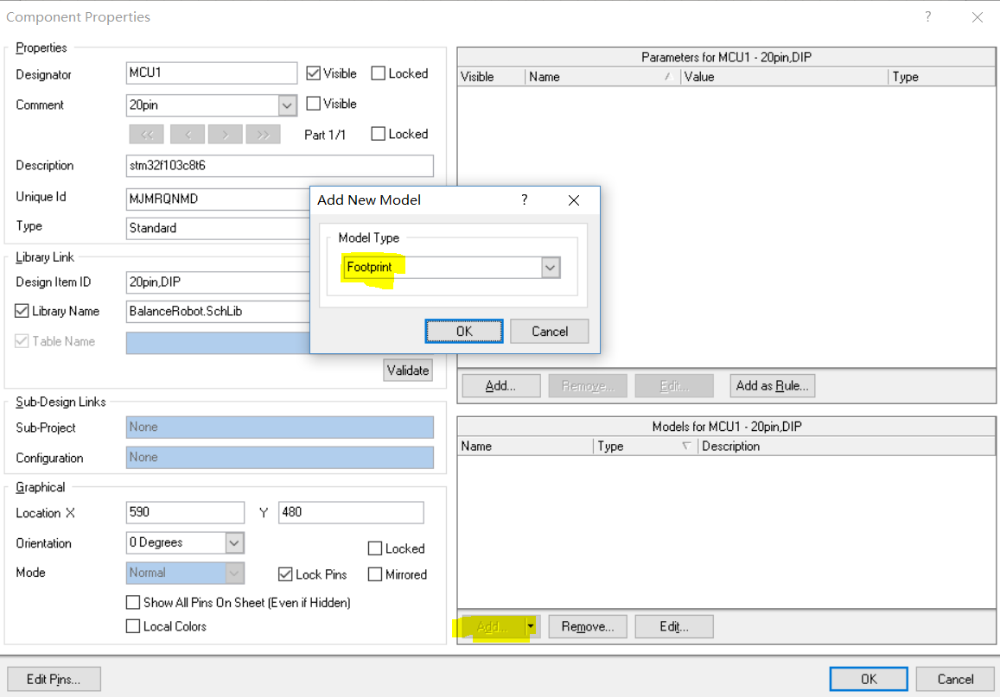 Component Properties
?
Properties
Designator MCU1 Visible Locked
Comment 20pin Visible
<< < > >> Part 1/1 Locked
Description stm32f103c8t6
Unique Id MJMRQNMD
Type Standard
Library Link
Design Item ID 20pin,DIP
Library Name BalanceRobot.SchLib
Table Name
Validate
Sub-Design Links
Sub-Project None
Configuration None
Graphical
Location X 590 Y 480
Orientation 0 Degrees Locked
Mode Normal Lock Pins Mirrored
Show All Pins On Sheet (Even if Hidden)
Local Colors
Parameters for MCU1 - 20pin,DIP
Visible Name Value Type
Add... Remove... Edit... Add as Rule...
Models for MCU1 - 20pin,DIP
Name Type Description
Add... Remove... Edit...
Add New Model ?
Model Type
Footprint
OK Cancel
Edit Pins... OK Cancel